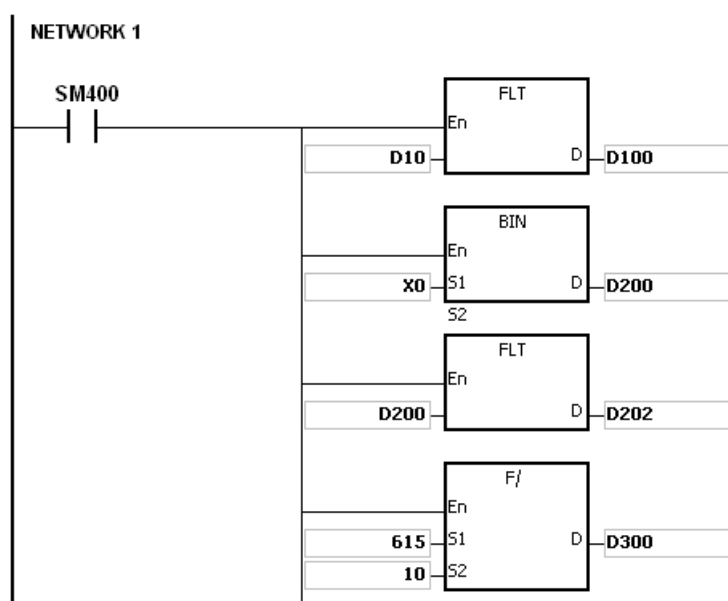 NETWORK 1
SM400
FLT
En
D10 D D100
BIN
En
X0 S1 D D200
S2
FLT
En
D200 D D202
F/
En
615 S1 D D300
10 S2